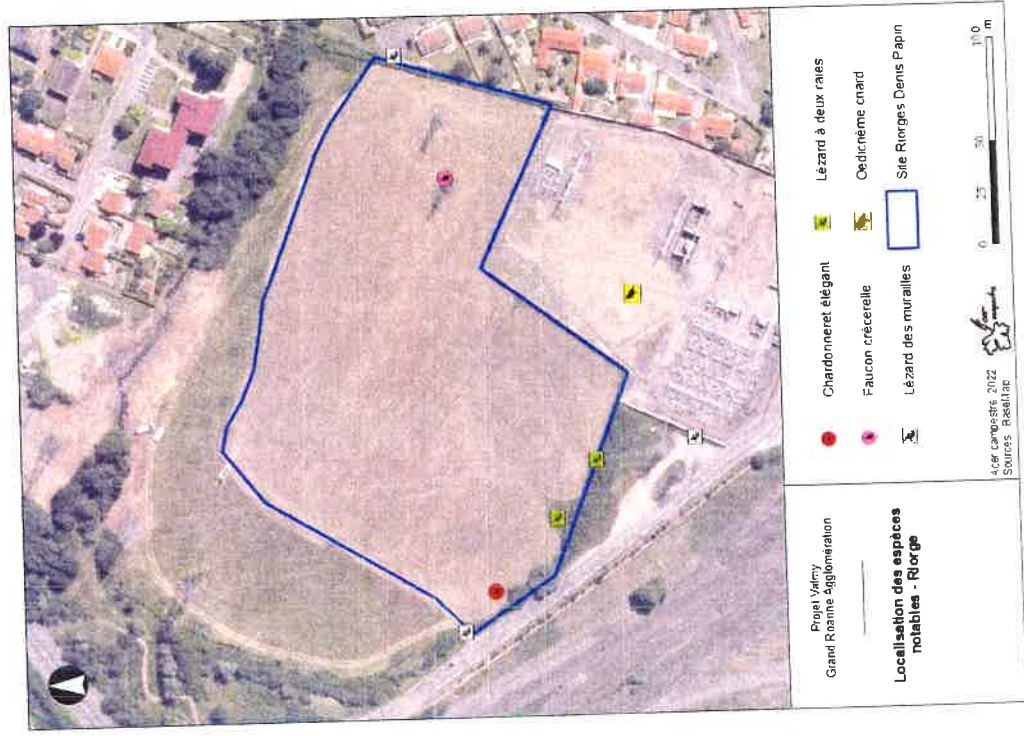 Projet Valmy
Grand Roanne Agglomération
Localisation des espèces
notables - Riorge
Chardonneret élégant
Faucon crécerelle
Lézard des murailles
Lézard à deux raies
Oedicnème criard
Site Riorges Denis Papin
Acer campestre 2022
Sources BaseMap
0 25 50 100
m